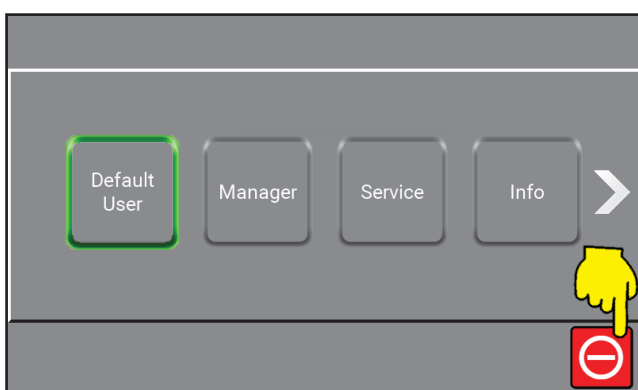 Default
User
Manager
Service
Info